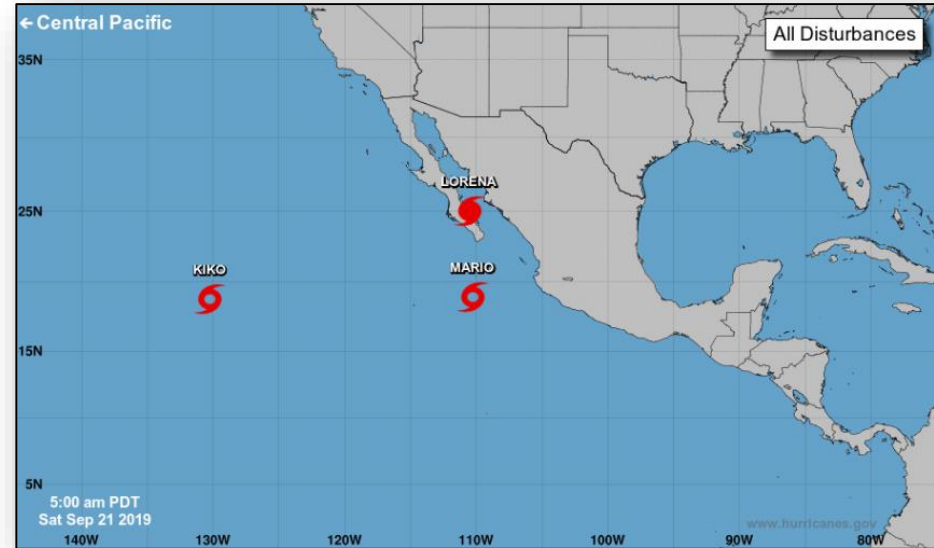 ← Central Pacific
All Disturbances
35N
LORENA
25N
KIKO
MARIO
15N
5N
5:00 am PDT
Sat Sep 21 2019
www.hurricanes.gov
140W 130W 120W 110W 100W 90W 80W